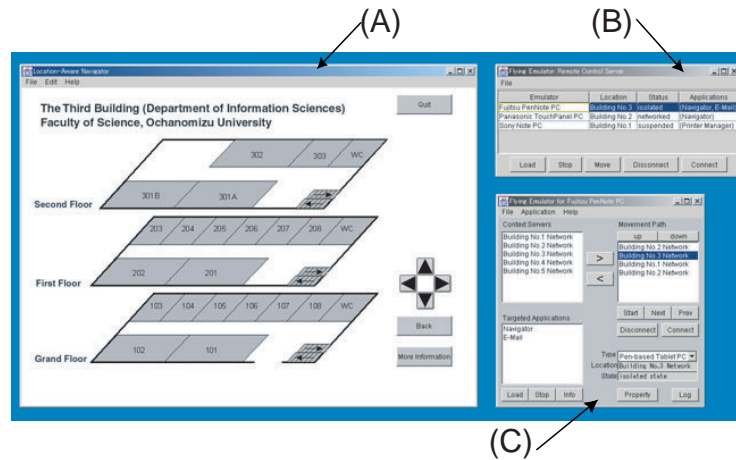 (A)
(B)
Location-Aware Navigator
File Edit Help
The Third Building (Department of Information Sciences)
Faculty of Science, Ochanomizu University
Quit
302 303 WC
301B 301A
Second Floor
203 204 205 206 207 208 WC
202 201
First Floor
103 104 105 106 107 108 WC
102 101
Grand Floor
Back
More Information
Flying Emulator: Remote Control Server
File
Emulator Location Status Applications
Fujitsu PenNote PC Building No.3 isolated (Navigator, E-Mail)
Panasonic TouchPanel PC Building No.2 networked (Navigator)
Sony Note PC Building No.1 suspended (Printer Manager)
Load Stop Move Disconnect Connect
Flying Emulator for Fujitsu PenNote PC
File Application Help
Context Servers
Building No.1 Network
Building No.2 Network
Building No.3 Network
Building No.4 Network
Building No.5 Network
>
<
Movement Path
up down
Building No.2 Network
Building No.3 Network
Building No.1 Network
Building No.2 Network
Start Next Prev
Disconnect Connect
Targeted Applications
Navigator
E-Mail
Load Stop Info
Type Pen-based Tablet PC
Location Building No.3 Network
State isolated state
Property Log
(C)